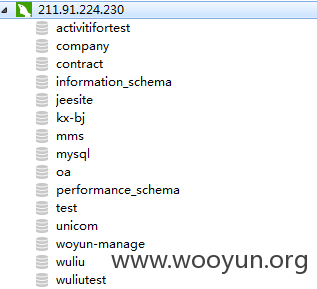 211.91.224.230
activitifortest
company
contract
information_schema
jeesite
kx-bj
mms
mysql
oa
performance_schema
test
unicom
woyun-manage
wuliu
www.wooyun.org
wuliutest